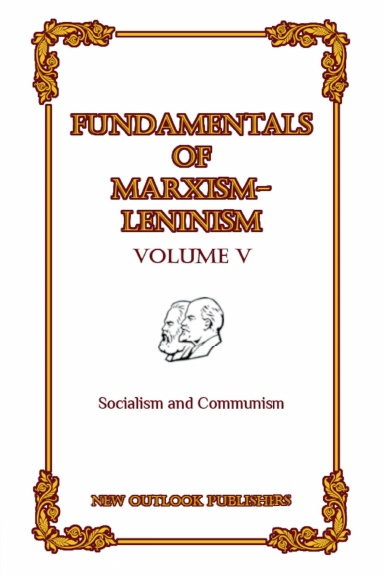 FUNDAMENTALS
OF
MARXISM-
LENINISM
VOLUME V
Socialism and Communism
NEW OUTLOOK PUBLISHERS